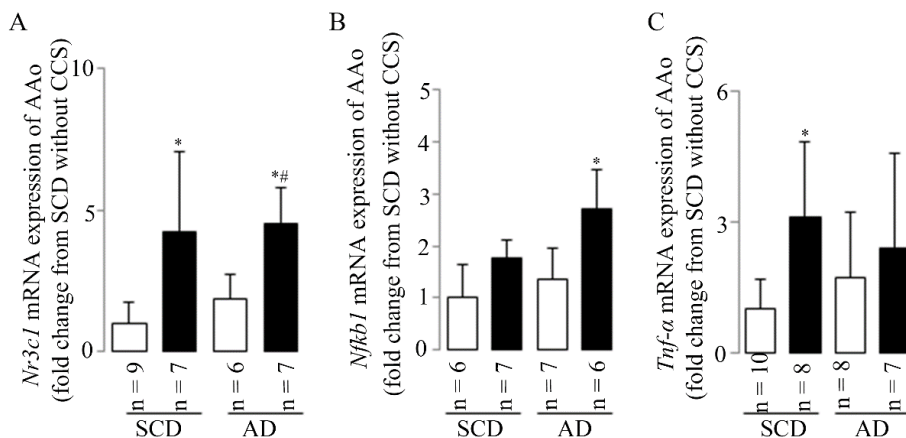 A
Nr3c1 mRNA expression of AAo
(fold change from SCD without CCS)
10
5
0
*
*#
n = 9
n = 7
n = 6
n = 7
SCD
AD
B
Nfkb1 mRNA expression of AAo
(fold change from SCD without CCS)
5
4
3
2
1
0
*
n = 6
n = 7
n = 7
n = 6
SCD
AD
C
Tnf-α mRNA expression of AAo
(fold change from SCD without CCS)
6
3
0
*
n = 10
n = 8
n = 8
n = 7
SCD
AD